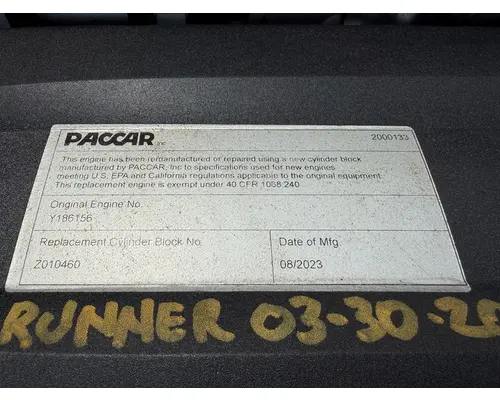 PACCAR Inc
2000133
This engine has been remanufactured or repaired using a new cylinder block
manufactured by PACCAR, Inc to specifications used for new engines
meeting U.S. EPA and California regulations applicable to the original equipment.
This replacement engine is exempt under 40 CFR 1068.240
Original Engine No.
Y186156
Replacement Cylinder Block No.
Z010460
Date of Mfg.
08/2023
RUNNER 03-30-20